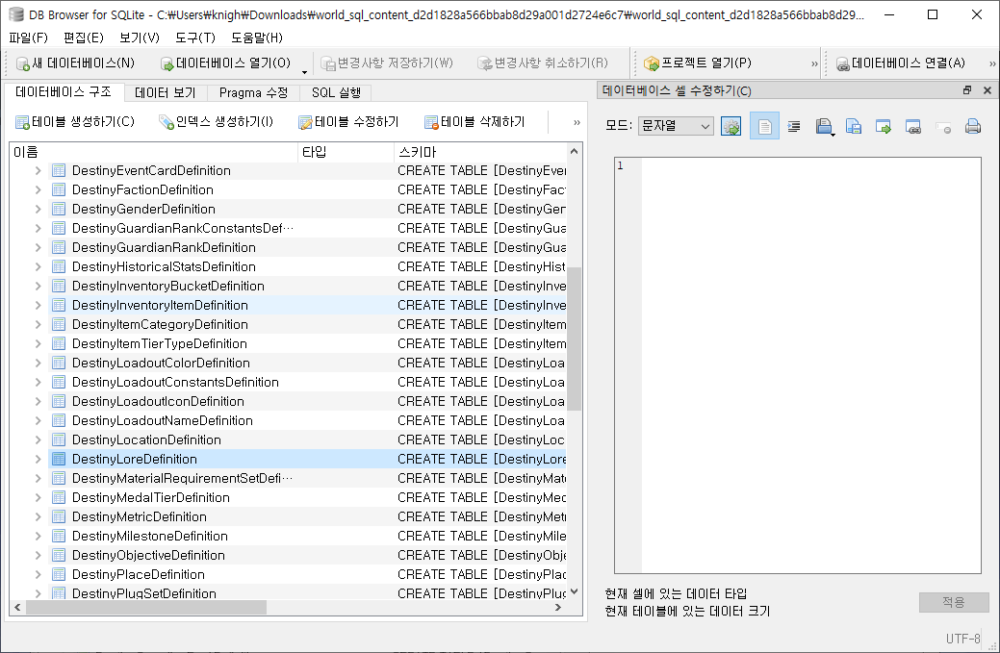 DB Browser for SQLite - C:₩Users₩knigh₩Downloads₩world_sql_content_d2d1828a566bbab8d29a001d2724e6c7₩world_sql_content_d2d1828a566bbab8d29...
파일(F) 편집(E) 보기(V) 도구(T) 도움말(H)
새 데이터베이스(N) 데이터베이스 열기(O) 변경사항 저장하기(W) 변경사항 취소하기(R) 프로젝트 열기(P) » 데이터베이스 연결(A) »
데이터베이스 구조 데이터 보기 Pragma 수정 SQL 실행
테이블 생성하기(C) 인덱스 생성하기(I) 테이블 수정하기 테이블 삭제하기 »
이름 타입 스키마
DestinyEventCardDefinition CREATE TABLE [DestinyEver
DestinyFactionDefinition CREATE TABLE [DestinyFac
DestinyGenderDefinition CREATE TABLE [DestinyGen
DestinyGuardianRankConstantsDef… CREATE TABLE [DestinyGua
DestinyGuardianRankDefinition CREATE TABLE [DestinyGua
DestinyHistoricalStatsDefinition CREATE TABLE [DestinyHist
DestinyInventoryBucketDefinition CREATE TABLE [DestinyInve
DestinyInventoryItemDefinition CREATE TABLE [DestinyInve
DestinyItemCategoryDefinition CREATE TABLE [DestinyItem
DestinyItemTierTypeDefinition CREATE TABLE [DestinyItem
DestinyLoadoutColorDefinition CREATE TABLE [DestinyLoa
DestinyLoadoutConstantsDefinition CREATE TABLE [DestinyLoa
DestinyLoadoutIconDefinition CREATE TABLE [DestinyLoa
DestinyLoadoutNameDefinition CREATE TABLE [DestinyLoa
DestinyLocationDefinition CREATE TABLE [DestinyLoc
DestinyLoreDefinition CREATE TABLE [DestinyLore
DestinyMaterialRequirementSetDefi… CREATE TABLE [DestinyMate
DestinyMedalTierDefinition CREATE TABLE [DestinyMed
DestinyMetricDefinition CREATE TABLE [DestinyMetr
DestinyMilestoneDefinition CREATE TABLE [DestinyMile
DestinyObjectiveDefinition CREATE TABLE [DestinyObje
DestinyPlaceDefinition CREATE TABLE [DestinyPlac
DestinyPlugSetDefinition CREATE TABLE [DestinyPlug
데이터베이스 셀 수정하기(C)
모드: 문자열
1
현재 셀에 있는 데이터 타입
현재 테이블에 있는 데이터 크기
적용
UTF-8